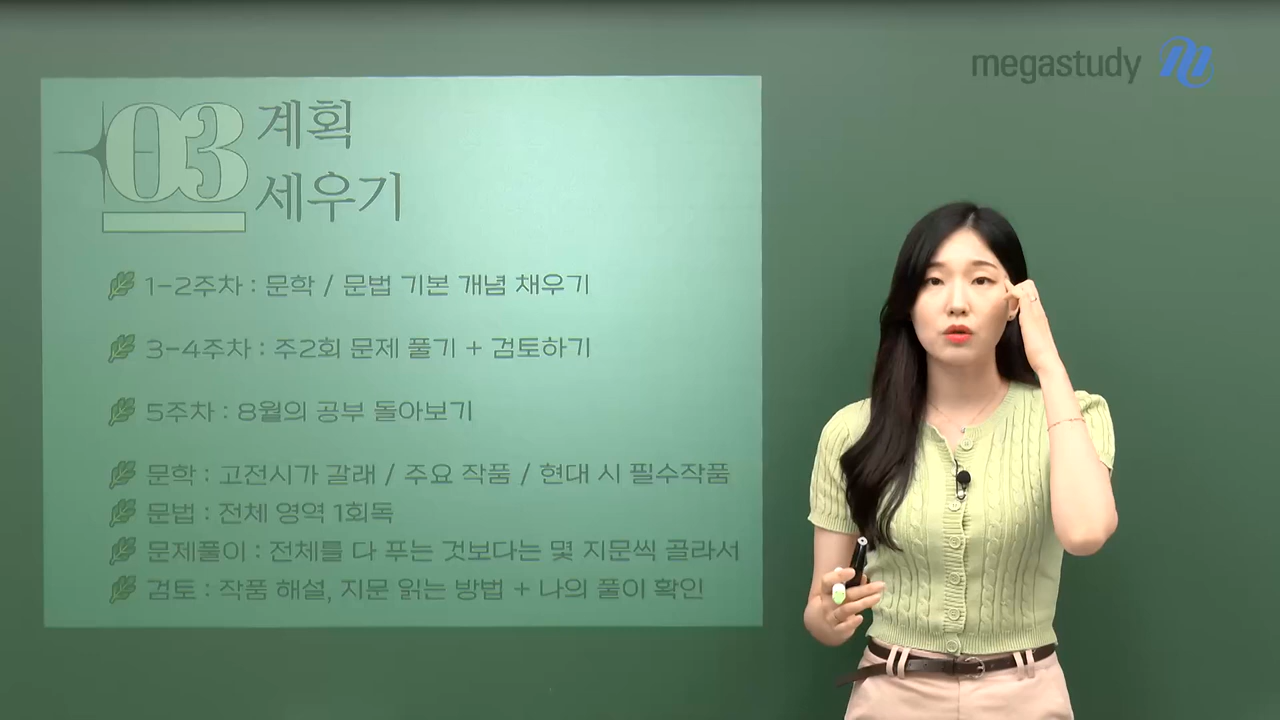 megastudy
03 계획
세우기
1-2주차 : 문학 / 문법 기본 개념 채우기
3-4주차 : 주2회 문제 풀기 + 검토하기
5주차 : 8월의 공부 돌아보기
문학 : 고전시가 갈래 / 주요 작품 / 현대 시 필수작품
문법 : 전체 영역 1회독
문제풀이 : 전체를 다 푸는 것보다는 몇 지문씩 골라서
검토 : 작품 해설, 지문 읽는 방법 + 나의 풀이 확인